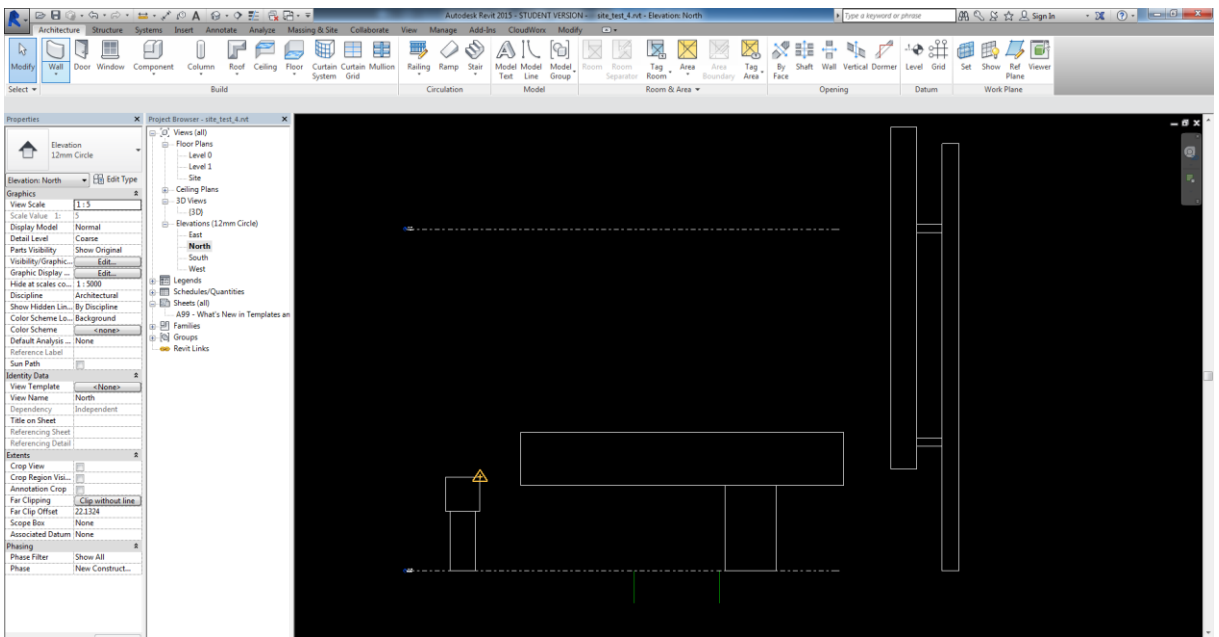 Autodesk Revit 2015 - STUDENT VERSION - site_test_4.rvt - Elevation: North
Type a keyword or phrase
Sign In
Architecture Structure Systems Insert Annotate Analyze Massing & Site Collaborate View Manage Add-Ins CloudWorx Modify
Modify Wall Door Window Component Column Roof Ceiling Floor Curtain System Curtain Grid Mullion Railing Ramp Stair Model Text Model Line Model Group Room Room Separator Tag Room Area Area Boundary Tag Area By Face Shaft Wall Vertical Dormer Level Grid Set Show Ref Plane Viewer
Select Build Circulation Model Room & Area Opening Datum Work Plane
Properties
Elevation
12mm Circle
Elevation: North Edit Type
Graphics
View Scale 1 : 5
Scale Value 1: 5
Display Model Normal
Detail Level Coarse
Parts Visibility Show Original
Visibility/Graphic... Edit...
Graphic Display ... Edit...
Hide at scales co... 1 : 5000
Discipline Architectural
Show Hidden Lin... By Discipline
Color Scheme Lo... Background
Color Scheme <none>
Default Analysis ... None
Reference Label
Sun Path
Identity Data
View Template <None>
View Name North
Dependency Independent
Title on Sheet
Referencing Sheet
Referencing Detail
Extents
Crop View
Crop Region Visi...
Annotation Crop
Far Clipping Clip without line
Far Clip Offset 22.1324
Scope Box None
Associated Datum None
Phasing
Phase Filter Show All
Phase New Construct...
Project Browser - site_test_4.rvt
Views (all)
Floor Plans
Level 0
Level 1
Site
Ceiling Plans
3D Views
{3D}
Elevations (12mm Circle)
East
North
South
West
Legends
Schedules/Quantities
Sheets (all)
A99 - What's New in Templates an
Families
Groups
Revit Links